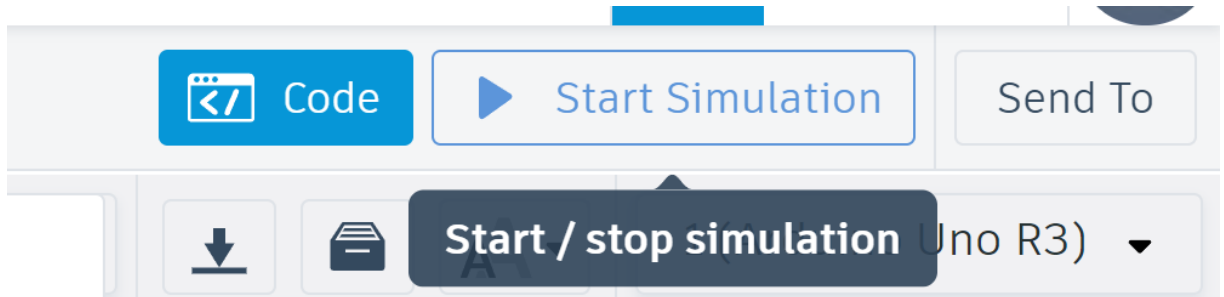 Code
Start Simulation
Send To
Start / stop simulation
Uno R3)